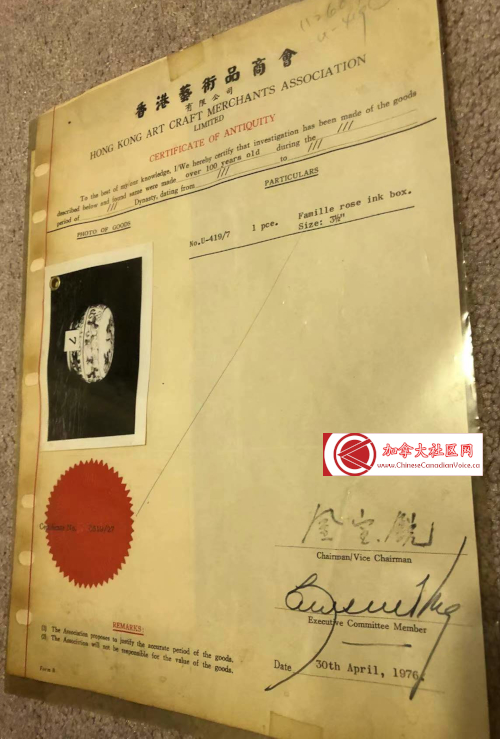 香港藝術品商會
有限公司
HONG KONG ART CRAFT MERCHANTS ASSOCIATION
LIMITED
CERTIFICATE OF ANTIQUITY
To the best of my/our knowledge, I/We hereby certify that investigation has been made of the goods
described below and found same were made over 100 years old during the ///
period of /// Dynasty, dating from /// to ///
PHOTO OF GOODS
PARTICULARS
No.U-419/7 1 pce. Famille rose ink box.
Size: 3½"
7
加拿大社区网
www.ChineseCanadianVoice.ca
Chairman/Vice Chairman
Executive Committee Member
Date 30th April, 1976.
REMARKS:
(1) The Association proposes to justify the accurate period of the goods.
(2) The Association will not be responsible for the value of the goods.